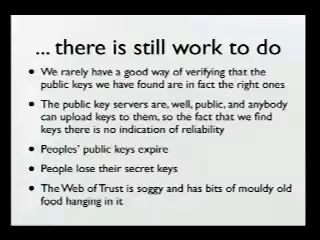 ... there is still work to do
• We rarely have a good way of verifying that the
public keys we have found are in fact the right ones
• The public key servers are, well, public, and anybody
can upload keys to them, so the fact that we find
keys there is no indication of reliability
• Peoples' public keys expire
• People lose their secret keys
• The Web of Trust is soggy and has bits of mouldy old
food hanging in it